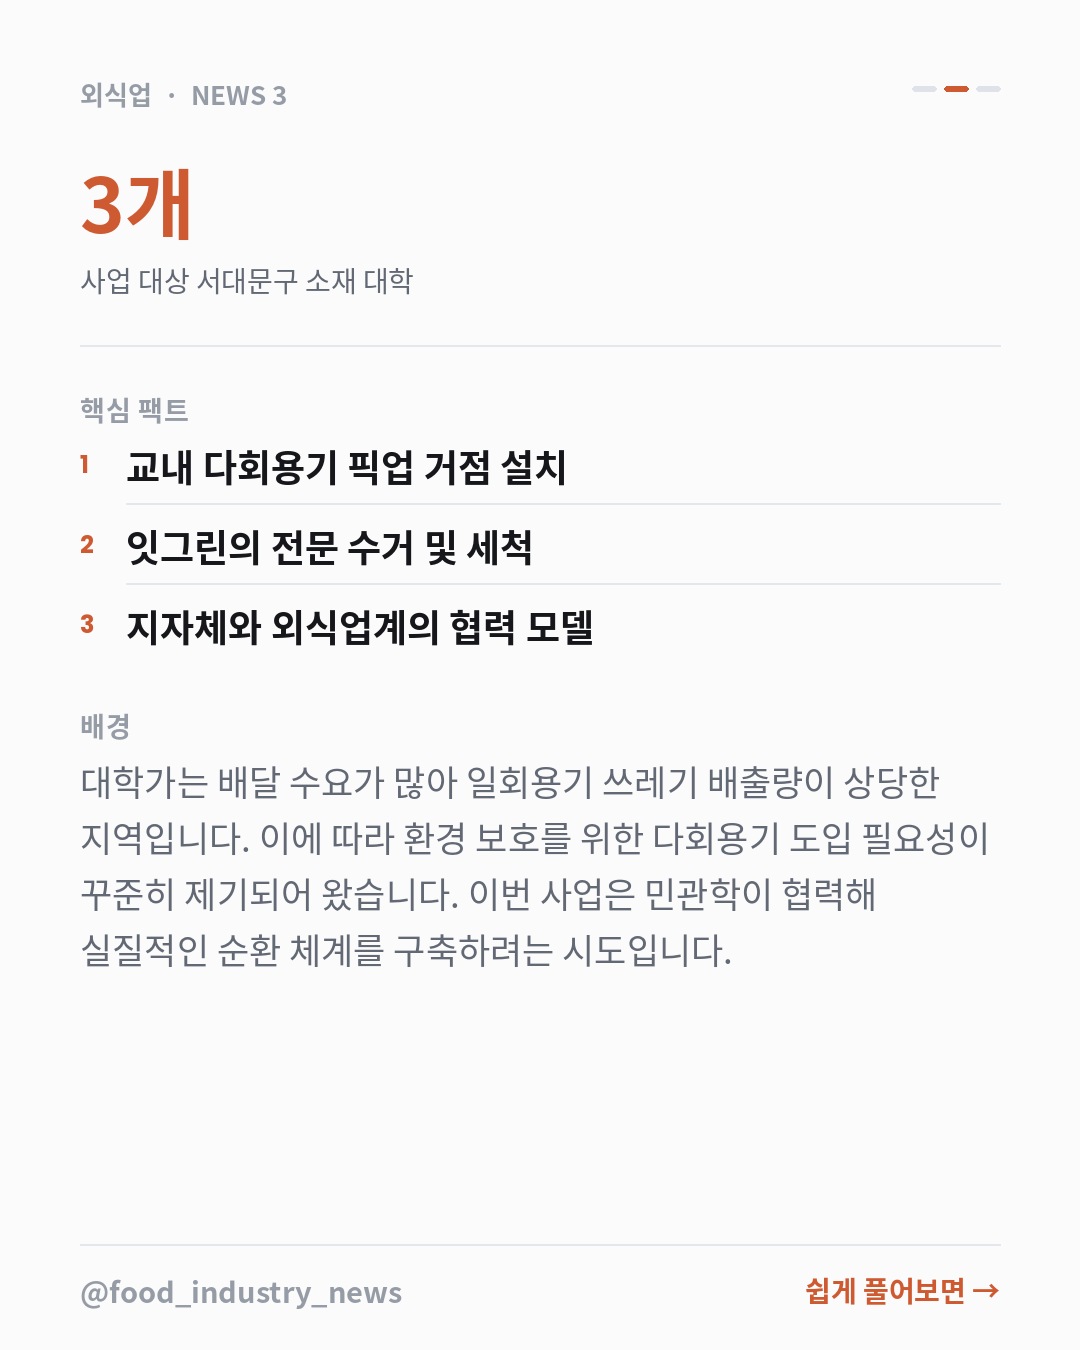 외식업 · NEWS 3
3개
사업 대상 서대문구 소재 대학
핵심 팩트
1 교내 다회용기 픽업 거점 설치
2 잇그린의 전문 수거 및 세척
3 지자체와 외식업계의 협력 모델
배경
대학가는 배달 수요가 많아 일회용기 쓰레기 배출량이 상당한
지역입니다. 이에 따라 환경 보호를 위한 다회용기 도입 필요성이
꾸준히 제기되어 왔습니다. 이번 사업은 민관학이 협력해
실질적인 순환 체계를 구축하려는 시도입니다.
@food_industry_news
쉽게 풀어보면 →